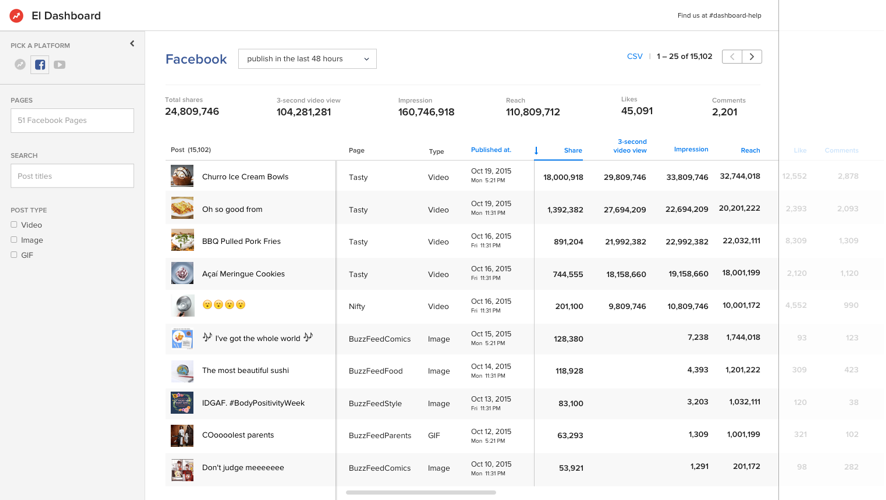 El Dashboard
Find us at #dashboard-help
PICK A PLATFORM
PAGES
51 Facebook Pages
SEARCH
Post titles
POST TYPE
Video
Image
GIF
Facebook
publish in the last 48 hours
CSV | 1 – 25 of 15,102
Total shares 3-second video view Impression Reach Likes Comments
24,809,746 104,281,281 160,746,918 110,809,712 45,091 2,201
Post (15,102) Page Type Published at. Share 3-second video view Impression Reach Like Comments
Churro Ice Cream Bowls Tasty Video Oct 19, 2015 18,000,918 29,809,746 33,809,746 32,744,018 12,552 2,878
Mon 5:21 PM
Oh so good from Tasty Video Oct 19, 2015 1,392,382 27,694,209 22,694,209 20,201,222 2,393 2,093
Mon 11:31 PM
BBQ Pulled Pork Fries Tasty Video Oct 16, 2015 891,204 21,992,382 22,992,382 22,032,111 8,309 1,309
Fri 11:31 PM
Açaí Meringue Cookies Tasty Video Oct 16, 2015 744,555 18,158,660 19,158,660 18,001,199 2,120 1,120
Fri 11:31 PM
😮😮😮😮 Nifty Video Oct 16, 2015 201,100 9,809,746 10,809,746 10,001,172 4,552 990
Fri 11:31 PM
🎶 I've got the whole world 🎶 BuzzFeedComics Image Oct 15, 2015 128,380 7,238 1,744,018 93 123
Mon 5:21 PM
The most beautiful sushi BuzzFeedFood Image Oct 14, 2015 118,928 4,393 1,201,222 309 423
Mon 11:31 PM
IDGAF. #BodyPositivityWeek BuzzFeedStyle Image Oct 13, 2015 83,100 3,203 1,032,111 120 38
Fri 11:31 PM
COoooolest parents BuzzFeedParents GIF Oct 12, 2015 63,293 1,309 1,001,199 321 102
Mon 5:21 PM
Don't judge meeeeeee BuzzFeedComics Image Oct 10, 2015 53,921 1,291 201,172 98 282
Mon 11:31 PM